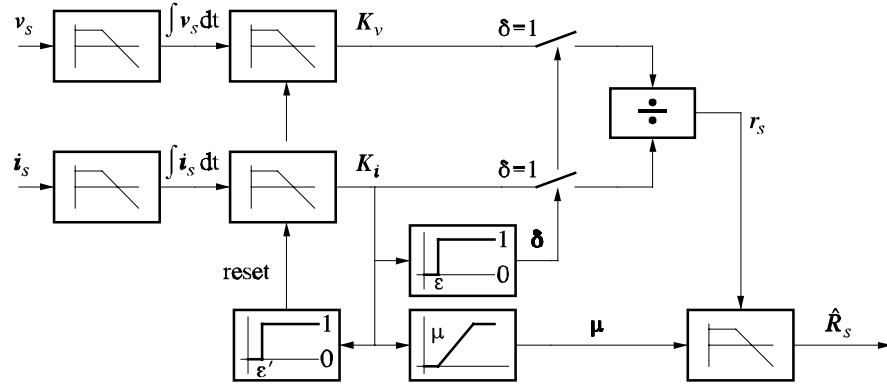 v_s ∫v_s dt K_v δ=1
÷ r_s
i_s ∫i_s dt K_i δ=1
1 δ
reset ε 0
1 μ μ R̂_s
ε′ 0